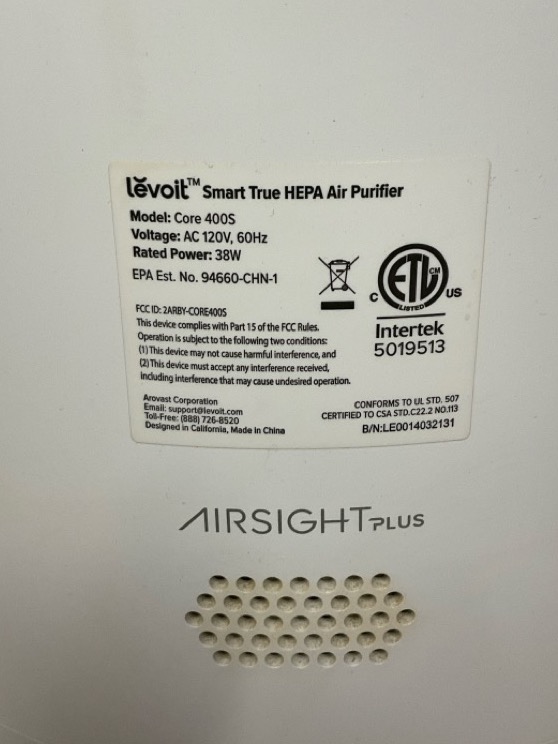 lĕvoit™ Smart True HEPA Air Purifier
Model: Core 400S
Voltage: AC 120V, 60Hz
Rated Power: 38W
EPA Est. No. 94660-CHN-1
FCC ID: 2ARBY-CORE400S
This device complies with Part 15 of the FCC Rules.
Operation is subject to the following two conditions:
(1) This device may not cause harmful interference, and
(2) This device must accept any interference received,
including interference that may cause undesired operation.
Arovast Corporation
Email: support@levoit.com
Toll-Free: (888) 726-8520
Designed in California, Made in China
ETL CM
LISTED
C US
Intertek
5019513
CONFORMS TO UL STD. 507
CERTIFIED TO CSA STD.C22.2 NO.113
B/N:LE0014032131
AIRSIGHT PLUS